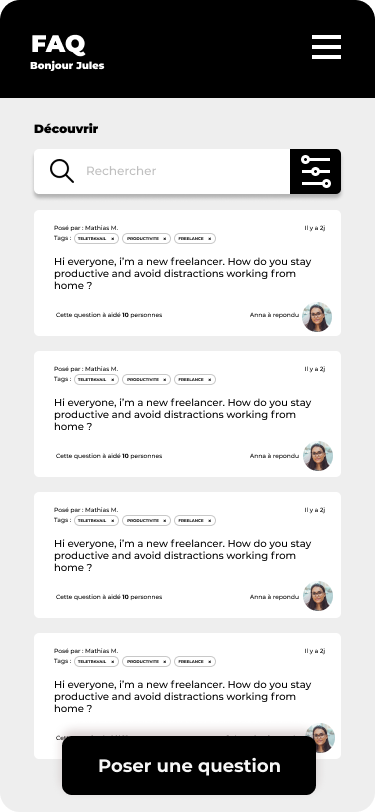 FAQ
Bonjour Jules
Découvrir
Rechercher
Posé par : Mathias M. Il y a 2j
Tags : TELETRAVAIL x PRODUCTIVITE x FREELANCE x
Hi everyone, i'm a new freelancer. How do you stay
productive and avoid distractions working from
home ?
Cette question à aidé 10 personnes Anna à repondu
Posé par : Mathias M. Il y a 2j
Tags : TELETRAVAIL x PRODUCTIVITE x FREELANCE x
Hi everyone, i'm a new freelancer. How do you stay
productive and avoid distractions working from
home ?
Cette question à aidé 10 personnes Anna à repondu
Posé par : Mathias M. Il y a 2j
Tags : TELETRAVAIL x PRODUCTIVITE x FREELANCE x
Hi everyone, i'm a new freelancer. How do you stay
productive and avoid distractions working from
home ?
Cette question à aidé 10 personnes Anna à repondu
Posé par : Mathias M. Il y a 2j
Tags : TELETRAVAIL x PRODUCTIVITE x FREELANCE x
Hi everyone, i'm a new freelancer. How do you stay
productive and avoid distractions working from
home ?
Poser une question